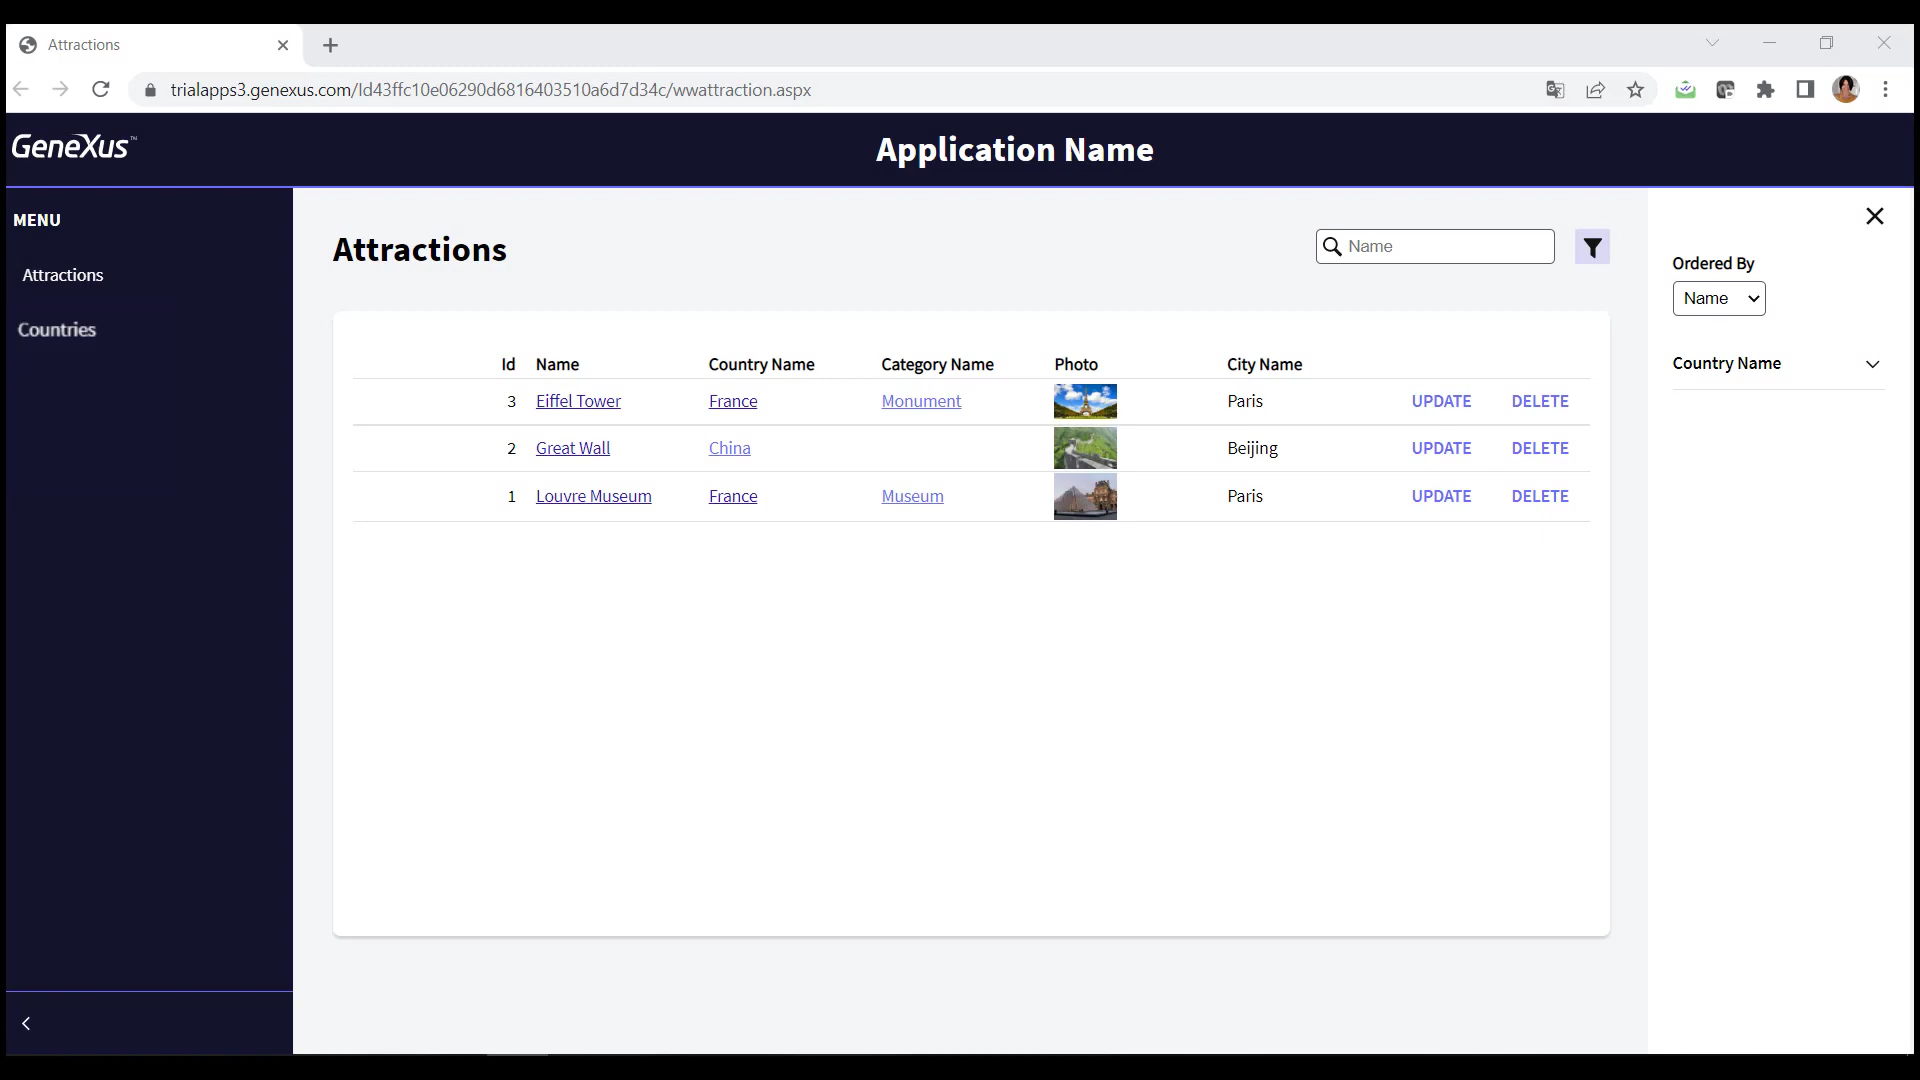 Attractions
trialapps3.genexus.com/Id43ffc10e06290d6816403510a6d7d34c/wwattraction.aspx
GeneXus™
Application Name
MENU
Attractions
Countries
Attractions
Name
Ordered By
Name
Country Name
Id Name Country Name Category Name Photo City Name
3 Eiffel Tower France Monument Paris UPDATE DELETE
2 Great Wall China Beijing UPDATE DELETE
1 Louvre Museum France Museum Paris UPDATE DELETE